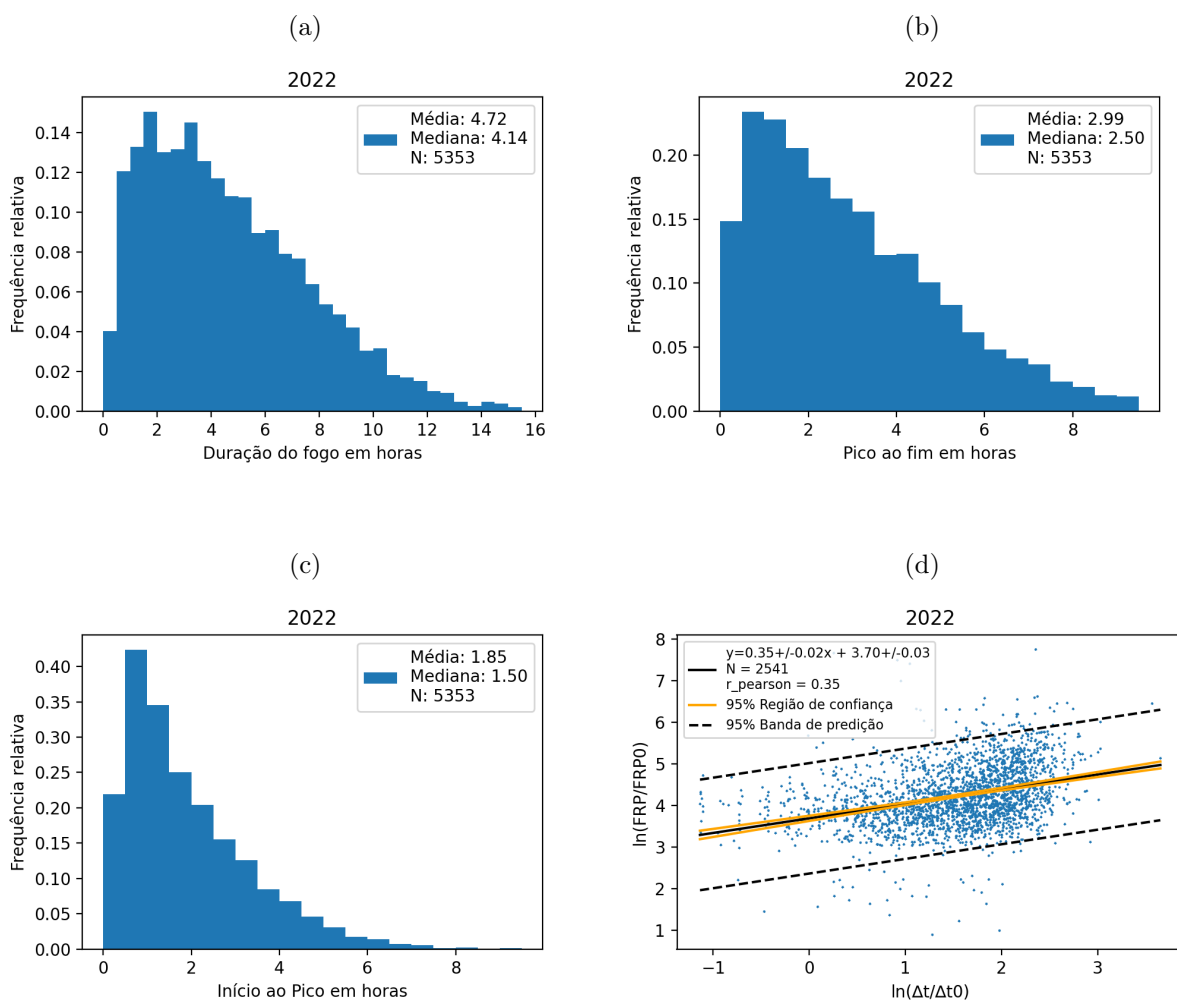 (a)
2022
Média: 4.72
Mediana: 4.14
N: 5353
0.14
0.12
0.10
0.08
0.06
0.04
0.02
0.00
Frequência relativa
0 2 4 6 8 10 12 14 16
Duração do fogo em horas
(b)
2022
Média: 2.99
Mediana: 2.50
N: 5353
0.20
0.15
0.10
0.05
0.00
Frequência relativa
0 2 4 6 8
Pico ao fim em horas
(c)
2022
Média: 1.85
Mediana: 1.50
N: 5353
0.40
0.35
0.30
0.25
0.20
0.15
0.10
0.05
0.00
Frequência relativa
0 2 4 6 8
Início ao Pico em horas
(d)
2022
y=0.35+/-0.02x + 3.70+/-0.03
N = 2541
r_pearson = 0.35
95% Região de confiança
95% Banda de predição
8
7
6
5
4
3
2
1
ln(FRP/FRP0)
−1 0 1 2 3
ln(Δt/Δt0)